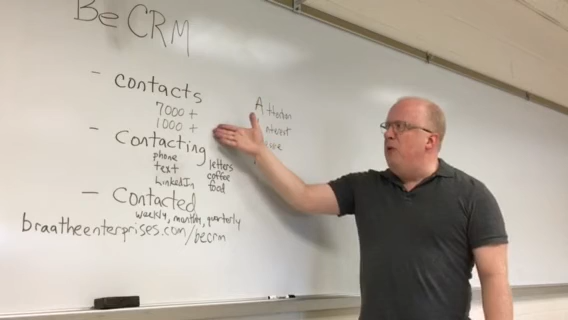 Be CRM
- contacts
7000 +
1000 +
- Contacting
phone
text
LinkedIn
letters
coffee
food
- Contacted
weekly, monthly, quarterly
braatheenterprises.com/becrm